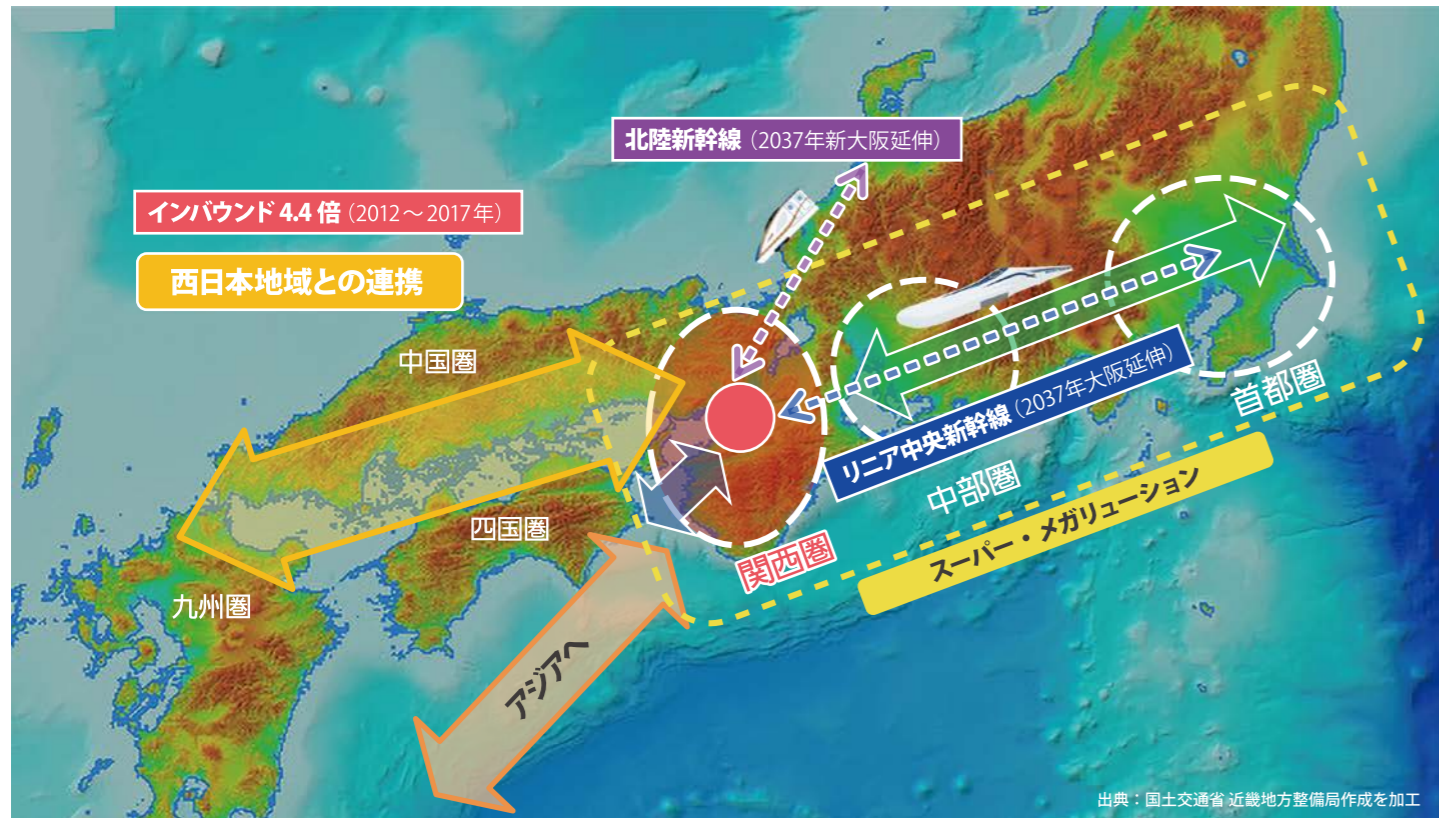 北陸新幹線（2037年新大阪延伸）
インバウンド 4.4 倍（2012～2017年）
西日本地域との連携
中国圏
四国圏
九州圏
関西圏
中部圏
首都圏
リニア中央新幹線（2037年大阪延伸）
スーパー・メガリューション
アジアへ
出典：国土交通省 近畿地方整備局作成を加工